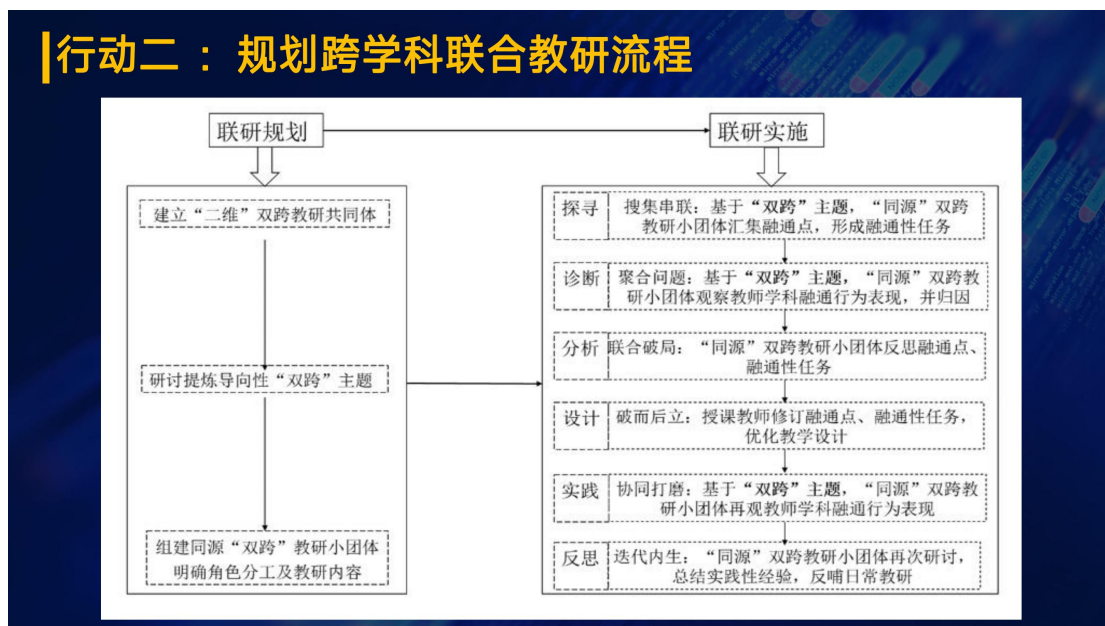 行动二 ： 规划跨学科联合教研流程
联研规划
联研实施
建立“二维”双跨教研共同体
研讨提炼导向性“双跨”主题
组建同源“双跨”教研小团体
明确角色分工及教研内容
探寻
搜集串联：基于“双跨”主题，“同源”双跨
教研小团体汇集融通点，形成融通性任务
诊断
聚合问题：基于“双跨”主题，“同源”双跨教
研小团体观察教师学科融通行为表现，并归因
分析
联合破局：“同源”双跨教研小团体反思融通点、
融通性任务
设计
破而后立：授课教师修订融通点、融通性任务，
优化教学设计
实践
协同打磨：基于“双跨”主题，“同源”双跨教
研小团体再观教师学科融通行为表现
反思
迭代内生：“同源”双跨教研小团体再次研讨，
总结实践性经验，反哺日常教研